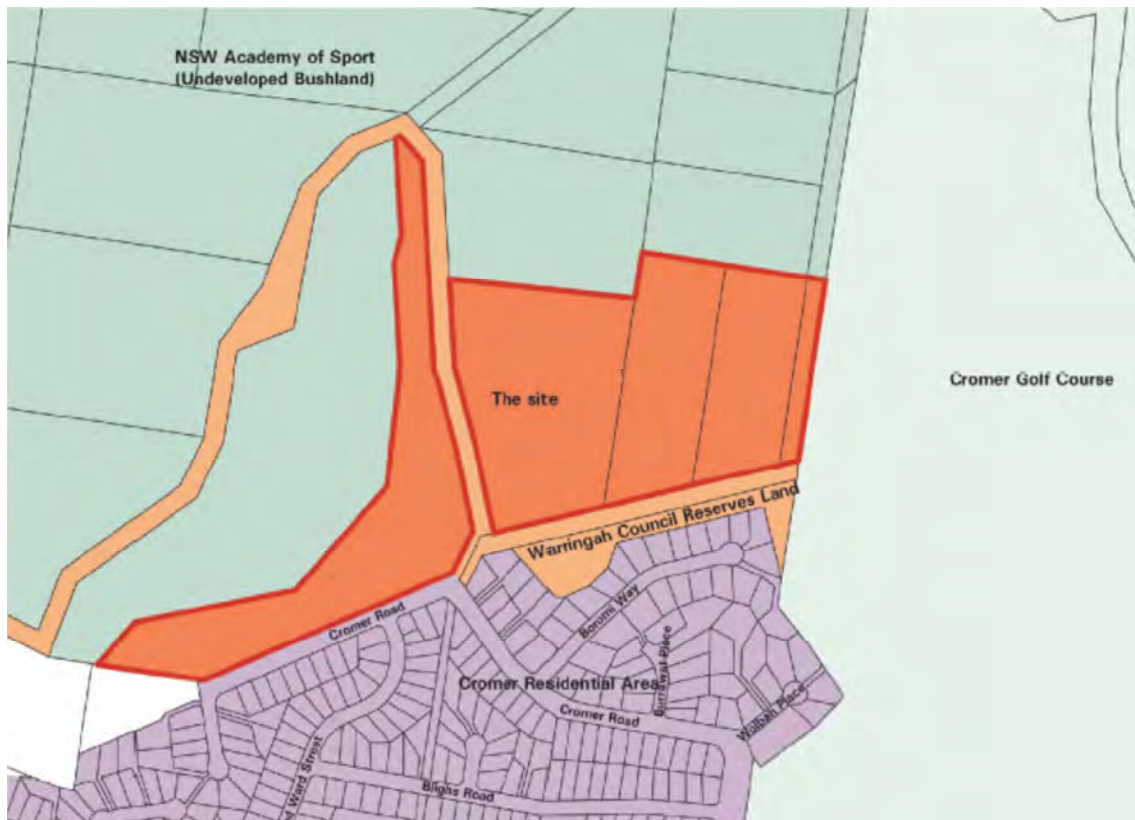 NSW Academy of Sport
(Undeveloped Bushland)
The site
Cromer Golf Course
Warringah Council Reserves Land
Boromi Way
Cromer Road
Burrawal Place
Cromer Residential Area
Cromer Road
Wolbah Place
d Ward Street
Blighs Road